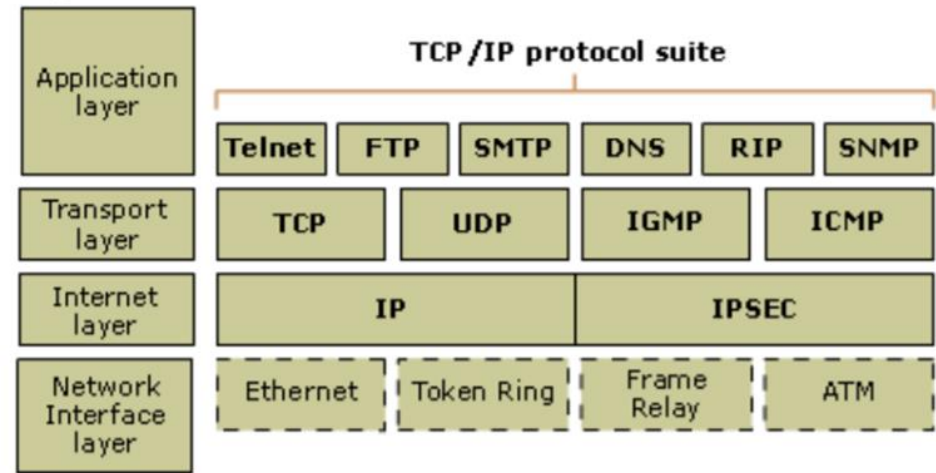 TCP/IP protocol suite
Application
layer
Telnet FTP SMTP DNS RIP SNMP
Transport
layer
TCP UDP IGMP ICMP
Internet
layer
IP IPSEC
Network
Interface
layer
Ethernet Token Ring Frame
Relay ATM